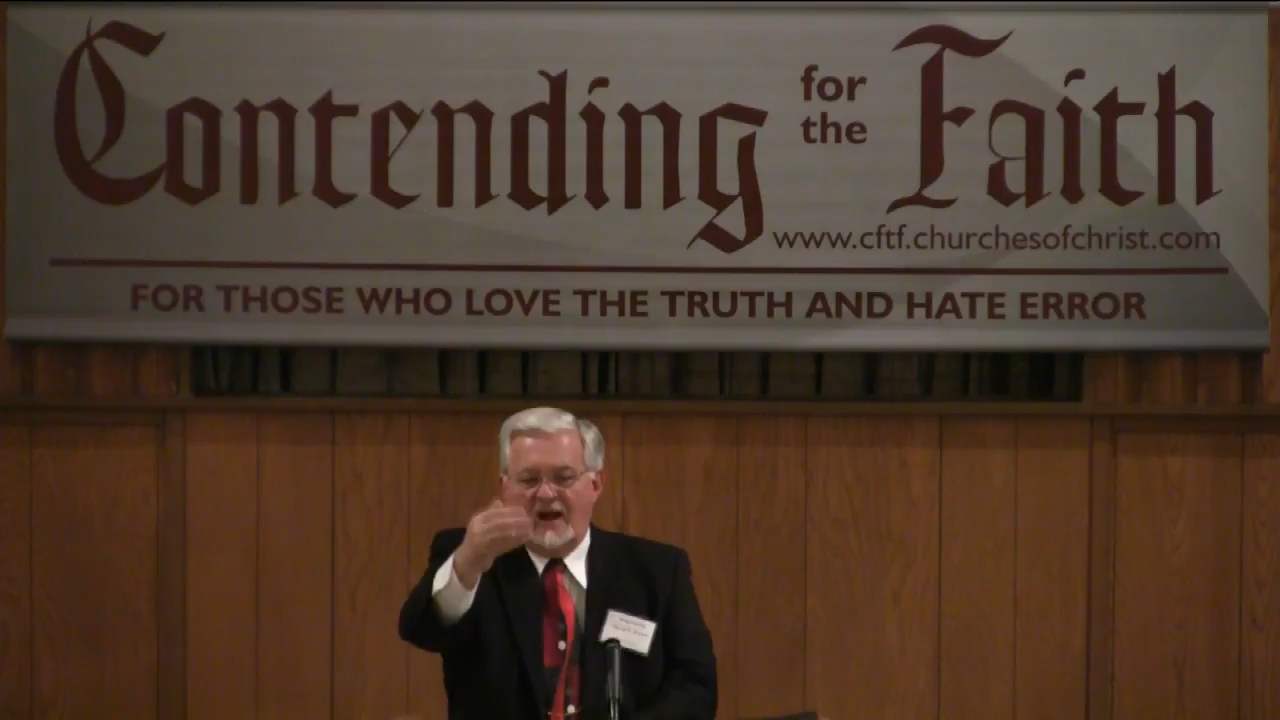 Contending for the Faith
www.cftf.churchesofchrist.com
FOR THOSE WHO LOVE THE TRUTH AND HATE ERROR